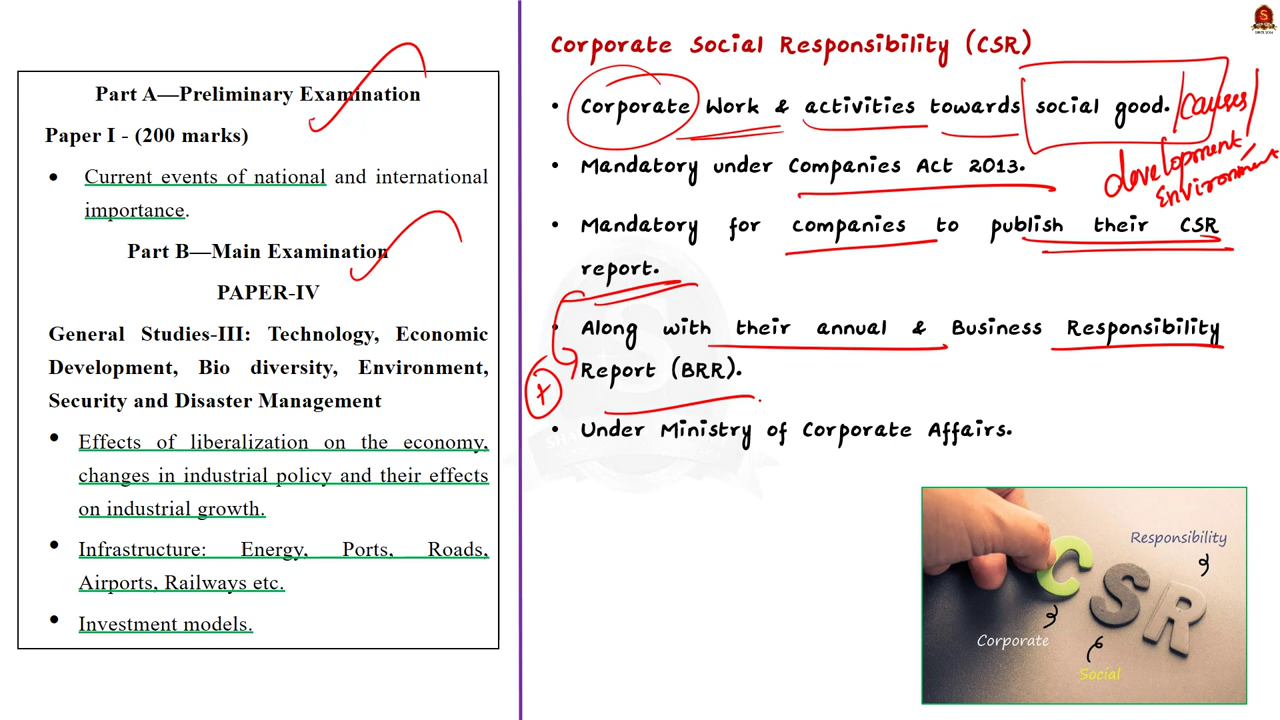 Part A—Preliminary Examination
Paper I - (200 marks)
• Current events of national and international
importance.
Part B—Main Examination
PAPER-IV
General Studies-III: Technology, Economic
Development, Bio diversity, Environment,
Security and Disaster Management
• Effects of liberalization on the economy,
changes in industrial policy and their effects
on industrial growth.
• Infrastructure: Energy, Ports, Roads,
Airports, Railways etc.
• Investment models.
Corporate Social Responsibility (CSR)
• Corporate Work & activities towards social good. / causes /
development
Environment
• Mandatory under Companies Act 2013.
• Mandatory for companies to publish their CSR
report.
• Along with their annual & Business Responsibility
Report (BRR).
• Under Ministry of Corporate Affairs.
Responsibility
CSR
Corporate
Social